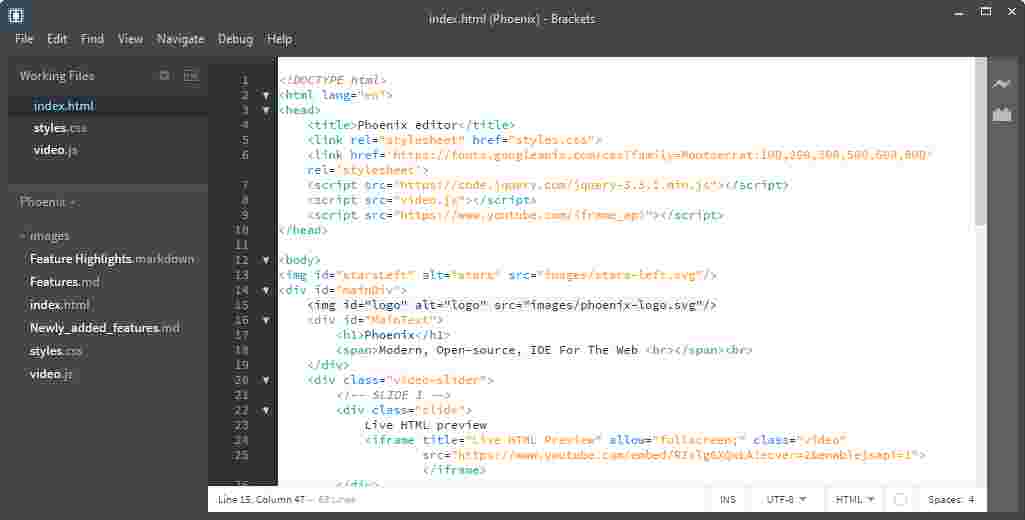 index.html (Phoenix) - Brackets
File Edit Find View Navigate Debug Help
Working Files
index.html
styles.css
video.js
Phoenix
images
Feature Highlights.markdown
Features.md
index.html
Newly_added_features.md
styles.css
video.js
1 <!DOCTYPE html>
2 <html lang="en">
3 <head>
4 <title>Phoenix editor</title>
5 <link rel="stylesheet" href="styles.css">
6 <link href='https://fonts.googleapis.com/css?family=Montserrat:100,200,300,500,600,800'
rel='stylesheet'>
7 <script src="https://code.jquery.com/jquery-3.3.1.min.js"></script>
8 <script src="video.js"></script>
9 <script src="https://www.youtube.com/iframe_api"></script>
10 </head>
11
12 <body>
13 <img id="starsLeft" alt="stars" src="images/stars-left.svg"/>
14 <div id="mainDiv">
15 <img id="logo" alt="logo" src="images/phoenix-logo.svg"/>
16 <div id="MainText">
17 <h1>Phoenix</h1>
18 <span>Modern, Open-source, IDE For The Web <br></span><br>
19 </div>
20 <div class="video-slider">
21 <!-- SLIDE 1 -->
22 <div class="slide">
23 Live HTML preview
24 <iframe title="Live HTML Preview" allow="fullscreen;" class="video"
25 src="https://www.youtube.com/embed/
</iframe>
26 </div>
Line 15, Column 47 — 63 Lines
INS UTF-8 HTML Spaces: 4